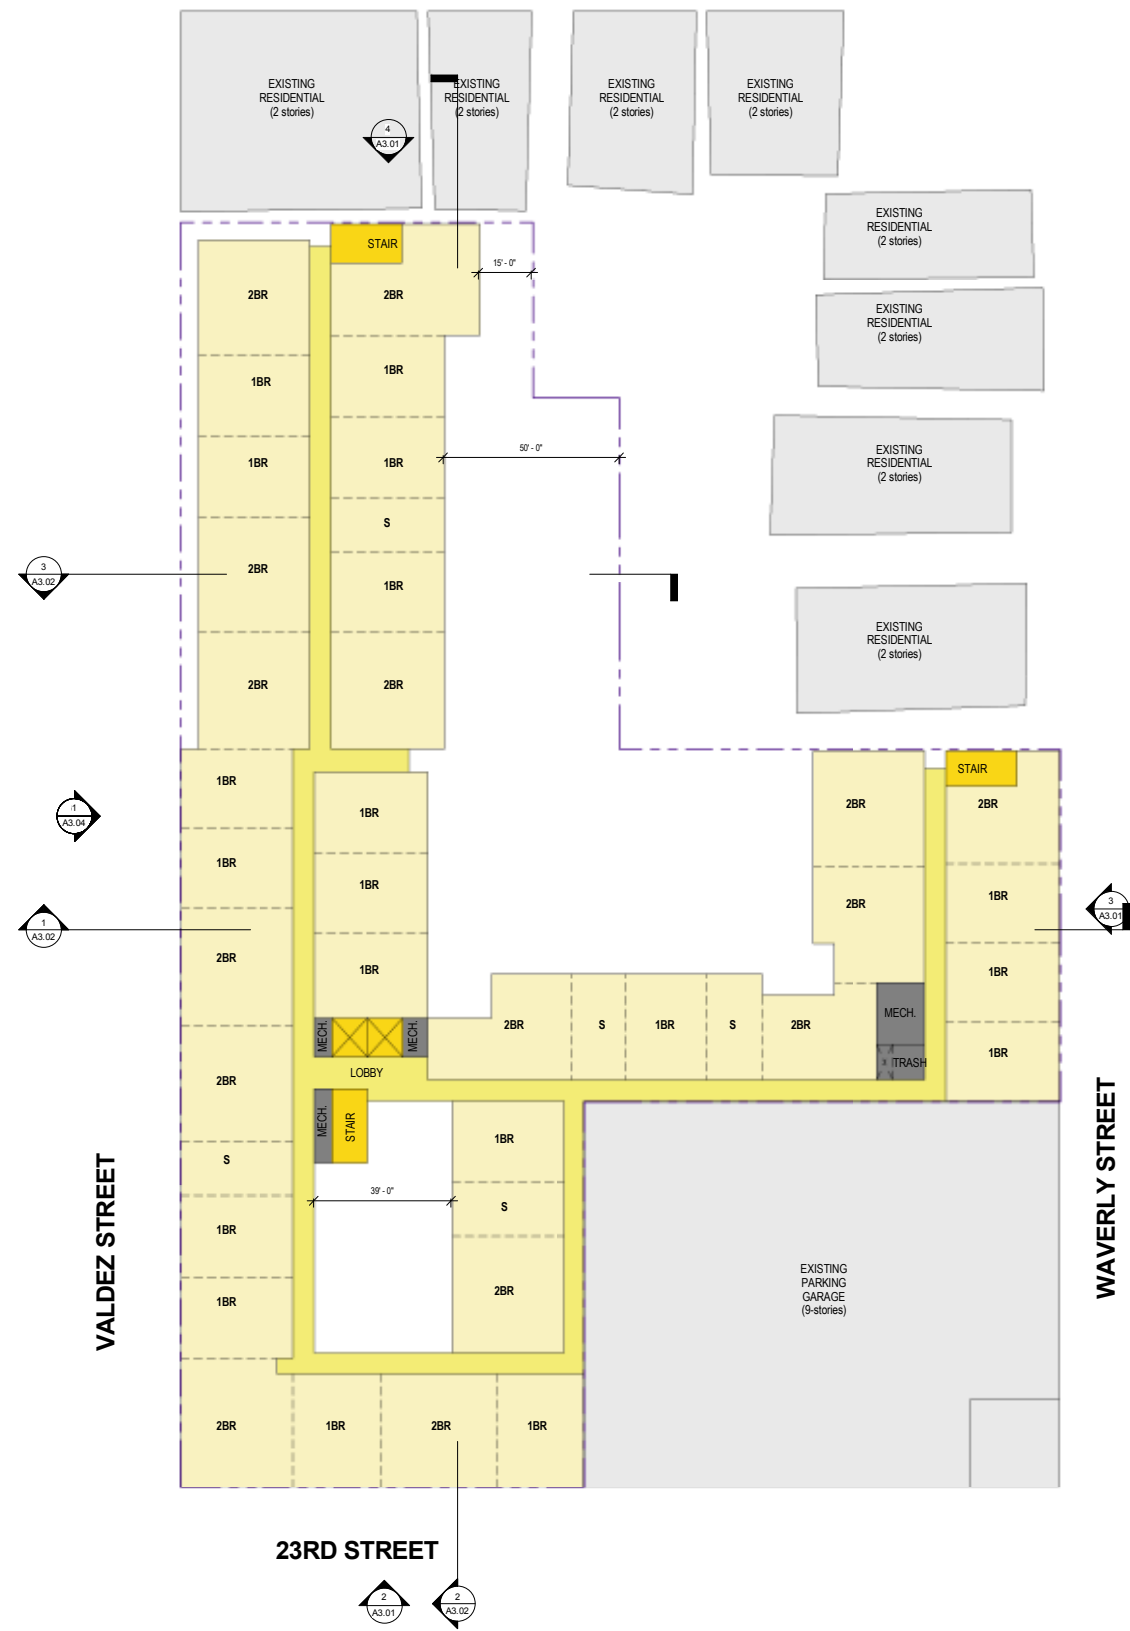 EXISTING
RESIDENTIAL
(2 stories)
EXISTING
RESIDENTIAL
(2 stories)
EXISTING
RESIDENTIAL
(2 stories)
EXISTING
RESIDENTIAL
(2 stories)
4
A3.01
EXISTING
RESIDENTIAL
(2 stories)
STAIR
15' - 0"
2BR
2BR
EXISTING
RESIDENTIAL
(2 stories)
1BR
1BR
1BR
1BR
50' - 0"
EXISTING
RESIDENTIAL
(2 stories)
S
3
A3.02
2BR
1BR
EXISTING
RESIDENTIAL
(2 stories)
2BR
2BR
1BR
STAIR
1
A3.04
1BR
2BR
2BR
1BR
1BR
2BR
1BR
3
A3.01
1
A3.02
2BR
1BR
1BR
MECH.
MECH.
2BR
S
1BR
S
2BR
MECH.
TRASH
1BR
LOBBY
2BR
MECH.
STAIR
1BR
S
39' - 0"
S
1BR
2BR
1BR
VALDEZ STREET
WAVERLY STREET
EXISTING
PARKING
GARAGE
(9-stories)
2BR
1BR
2BR
1BR
23RD STREET
2
A3.01
2
A3.02